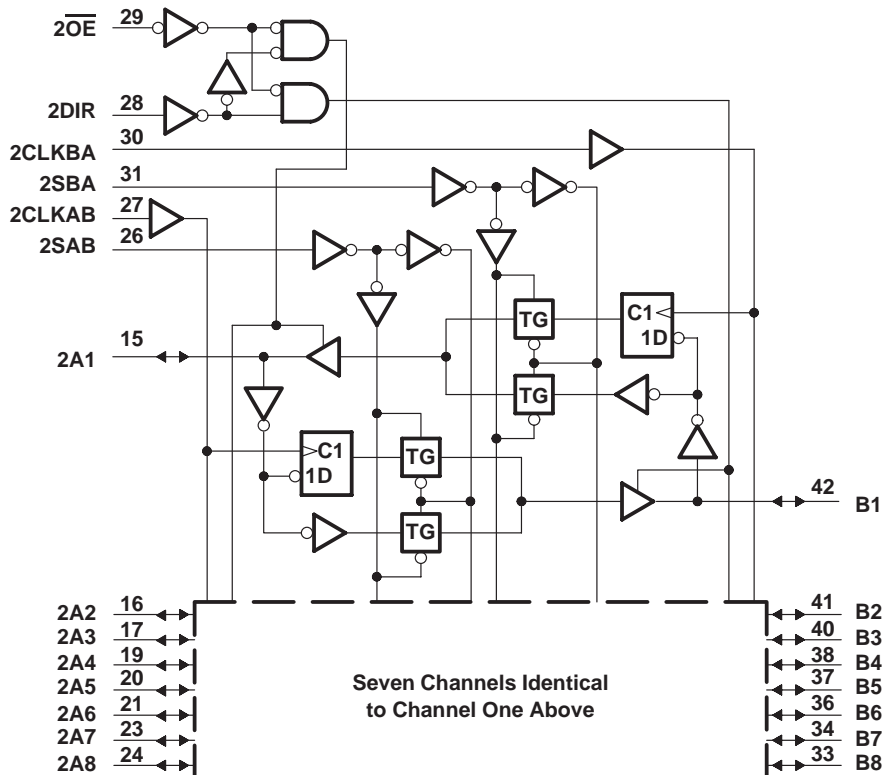 2O̅E̅ 29
2DIR 28
2CLKBA 30
2SBA 31
2CLKAB 27
2SAB 26
TG C1
1D
2A1 15
TG
C1 TG
1D
42 B1
TG
2A2 16 41 B2
2A3 17 40 B3
2A4 19 38 B4
2A5 20 37 B5
2A6 21 36 B6
2A7 23 34 B7
2A8 24 33 B8
Seven Channels Identical
to Channel One Above